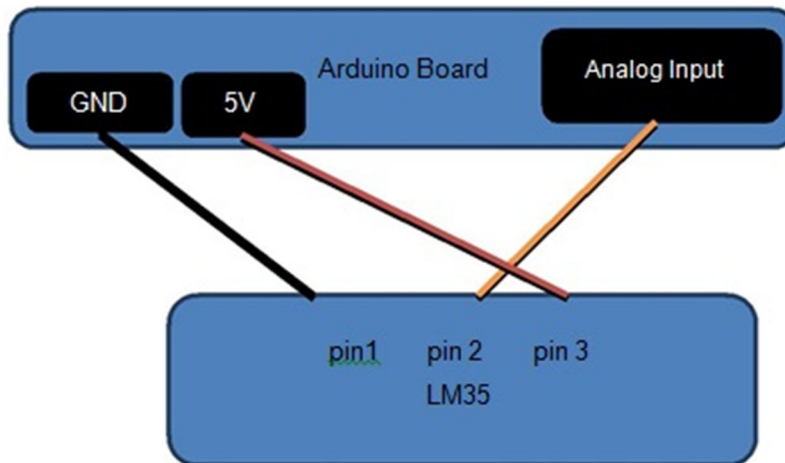 Arduino Board
Analog Input
GND
5V
pin1
pin 2
pin 3
LM35